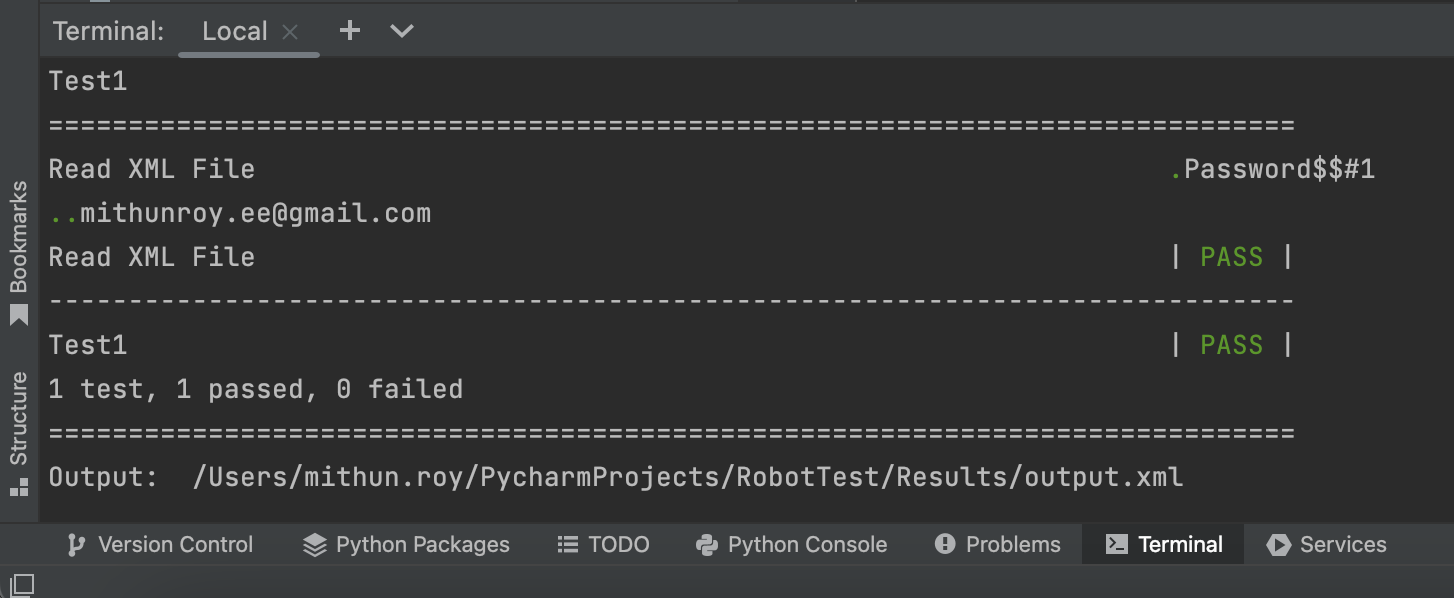 Terminal: Local × + 
Test1
==============================================================================
Read XML File .Password$$#1
..mithunroy.ee@gmail.com
Read XML File | PASS |
------------------------------------------------------------------------------
Test1 | PASS |
1 test, 1 passed, 0 failed
==============================================================================
Output: /Users/mithun.roy/PycharmProjects/RobotTest/Results/output.xml
Bookmarks
Structure
Version Control Python Packages TODO Python Console Problems Terminal Services